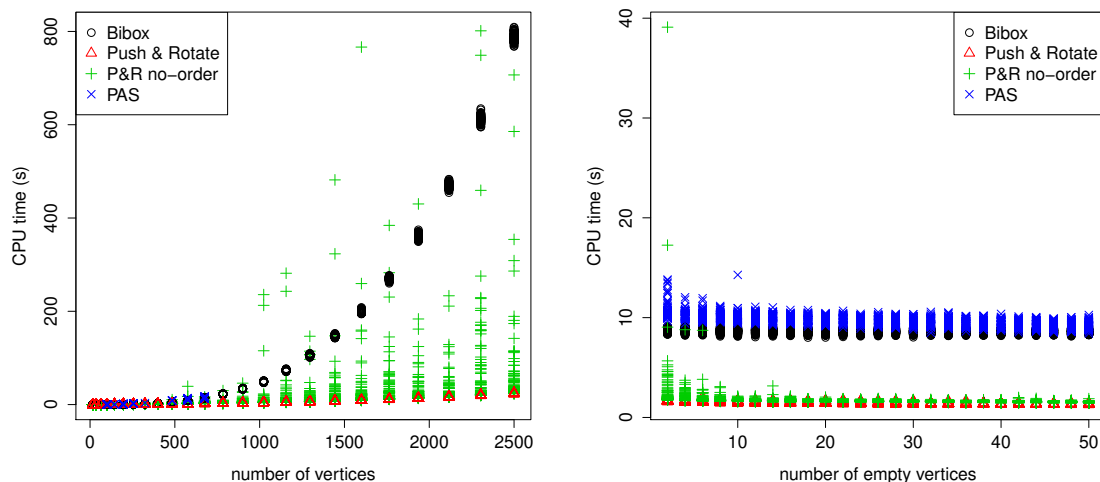 Bibox
Push & Rotate
P&R no−order
PAS
CPU time (s)
0
200
400
600
800
0
500
1000
1500
2000
2500
number of vertices
Bibox
Push & Rotate
P&R no−order
PAS
CPU time (s)
0
10
20
30
40
10
20
30
40
50
number of empty vertices